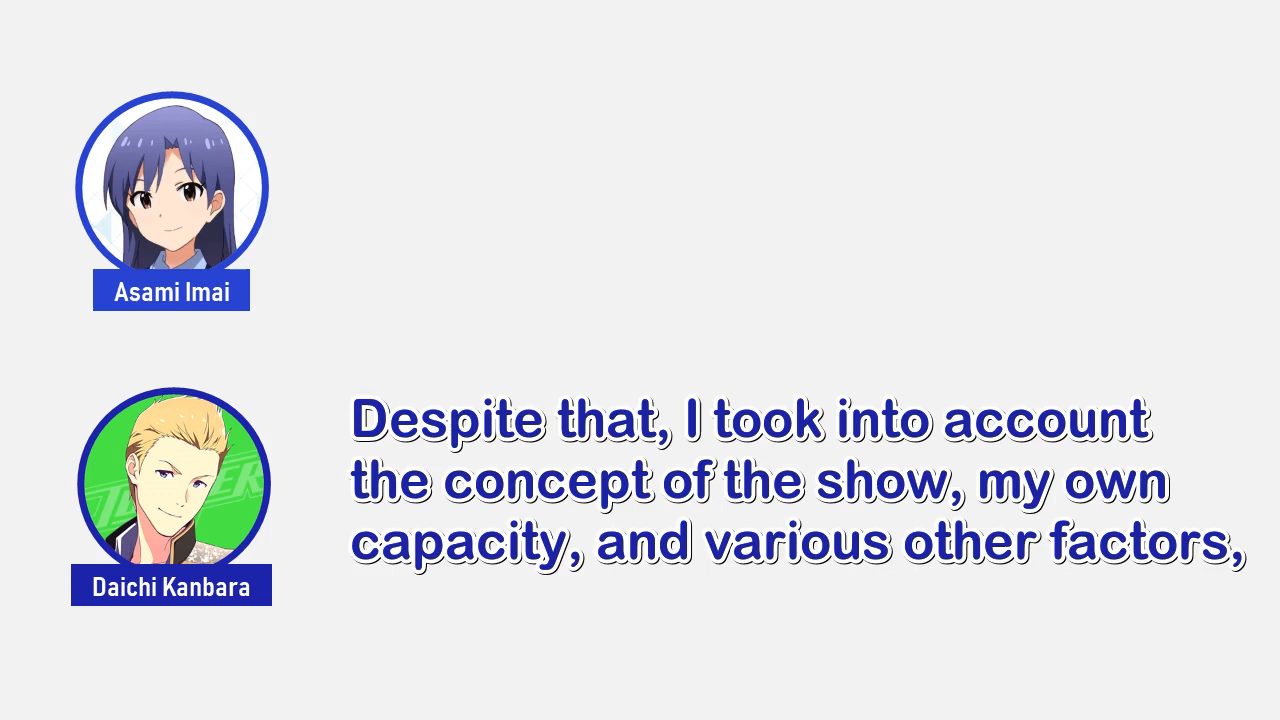 Asami Imai
Daichi Kanbara
Despite that, I took into account
the concept of the show, my own
capacity, and various other factors,